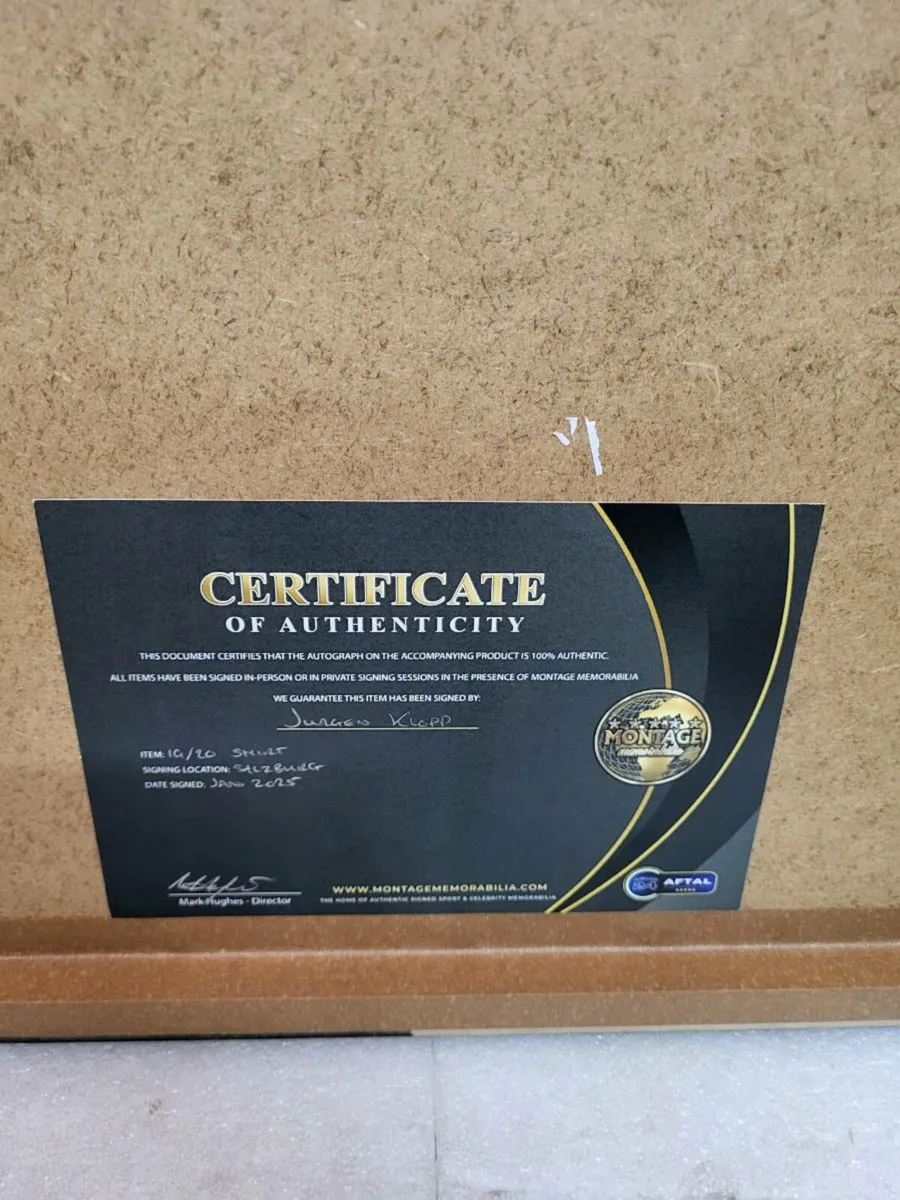 CERTIFICATE
OF AUTHENTICITY
THIS DOCUMENT CERTIFIES THAT THE AUTOGRAPH ON THE ACCOMPANYING PRODUCT IS 100% AUTHENTIC.
ALL ITEMS HAVE BEEN SIGNED IN-PERSON OR IN PRIVATE SIGNING SESSIONS IN THE PRESENCE OF MONTAGE MEMORABILIA
WE GUARANTEE THIS ITEM HAS BEEN SIGNED BY:
JURGEN KLOPP
MONTAGE
memorabilia
ITEM: 19/20 SHIRT
SIGNING LOCATION: SALZBURG
DATE SIGNED: JAN 2025
Mark Hughes - Director
WWW.MONTAGEMEMORABILIA.COM
THE HOME OF AUTHENTIC SIGNED SPORT & CELEBRITY MEMORABILIA
AFTAL